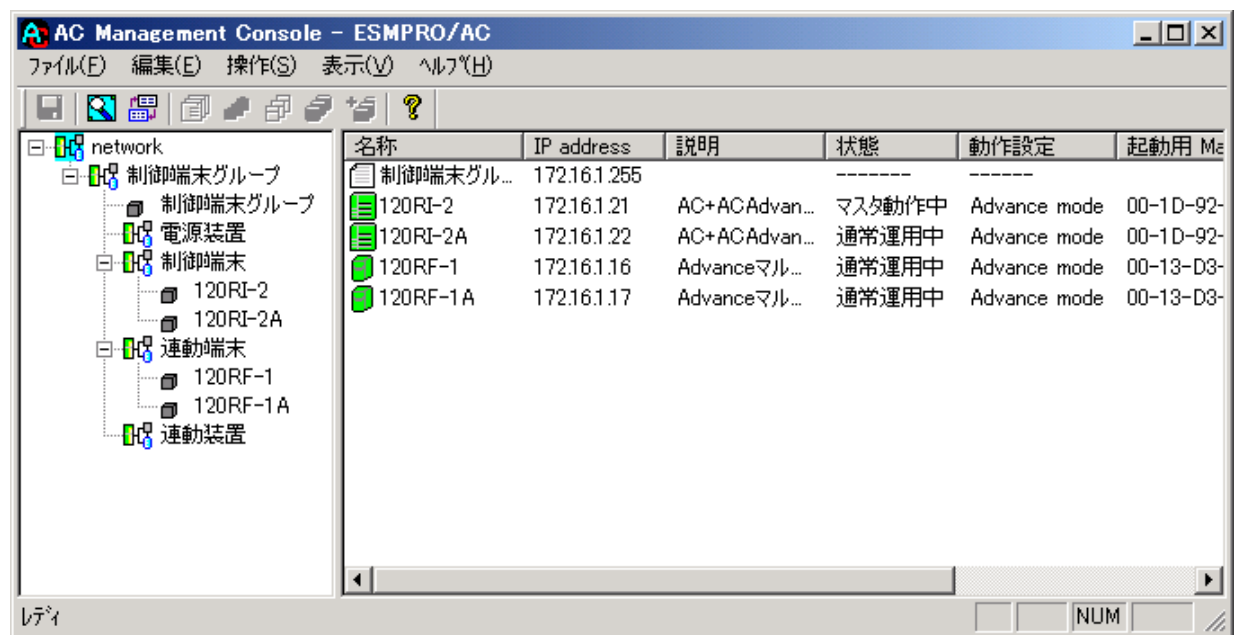 AC Management Console - ESMPRO/AC
ファイル(F) 編集(E) 操作(S) 表示(V) ヘルプ(H)
network
制御端末グループ
制御端末グループ
電源装置
制御端末
120RI-2
120RI-2A
連動端末
120RF-1
120RF-1A
連動装置
名称 IP address 説明 状態 動作設定 起動用 Ma
制御端末グル... 172.16.1.255 ------- ------
120RI-2 172.16.1.21 AC+ACAdvan... マスタ動作中 Advance mode 00-1D-92-
120RI-2A 172.16.1.22 AC+ACAdvan... 通常運用中 Advance mode 00-1D-92-
120RF-1 172.16.1.16 Advanceマル... 通常運用中 Advance mode 00-13-D3-
120RF-1A 172.16.1.17 Advanceマル... 通常運用中 Advance mode 00-13-D3-
レディ NUM